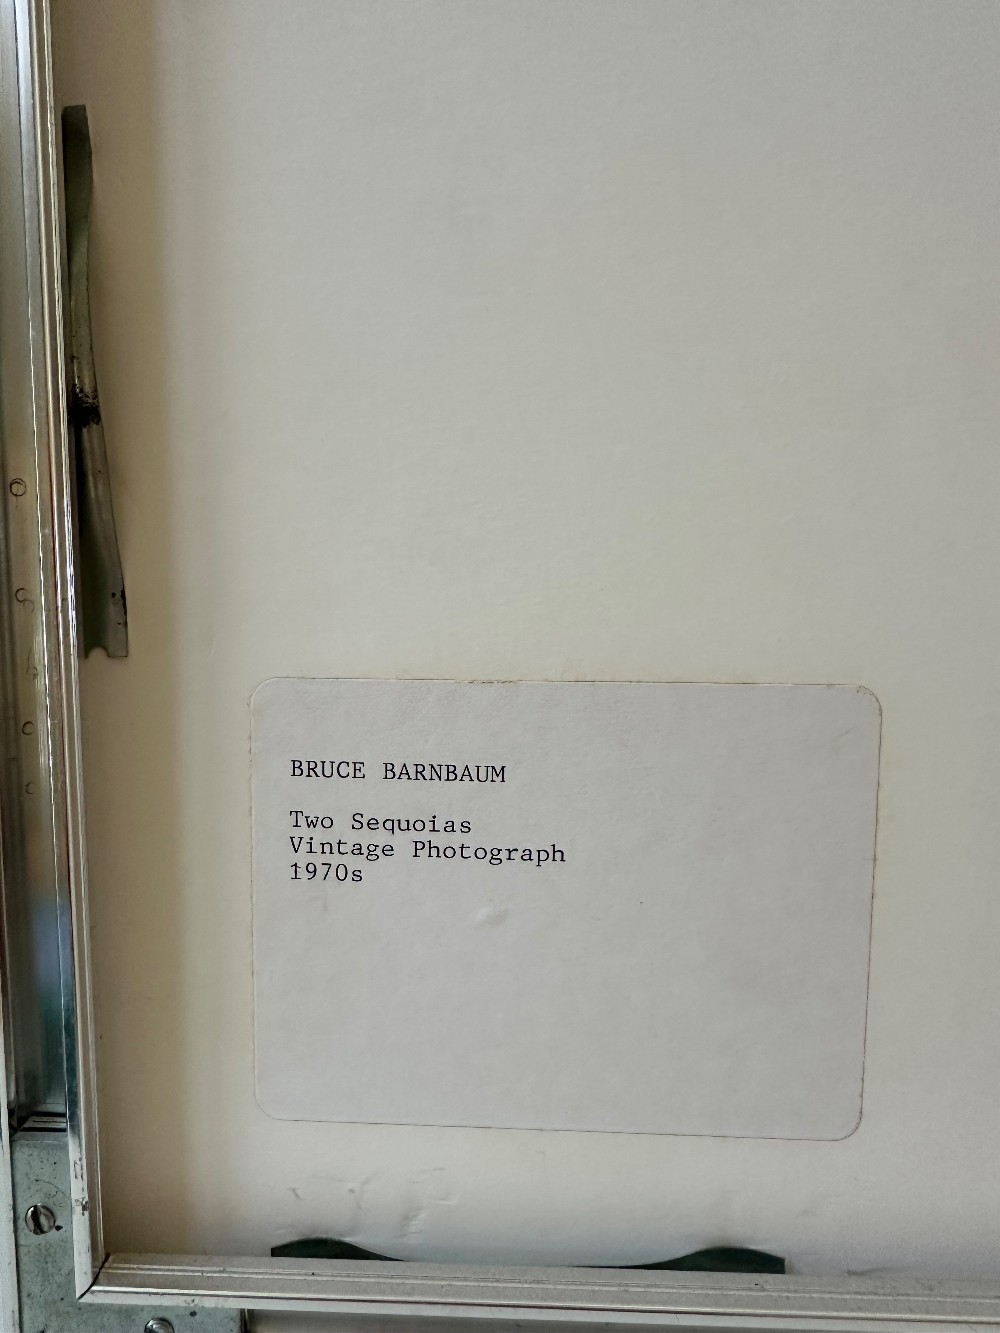 BRUCE BARNBAUM
Two Sequoias
Vintage Photograph
1970s